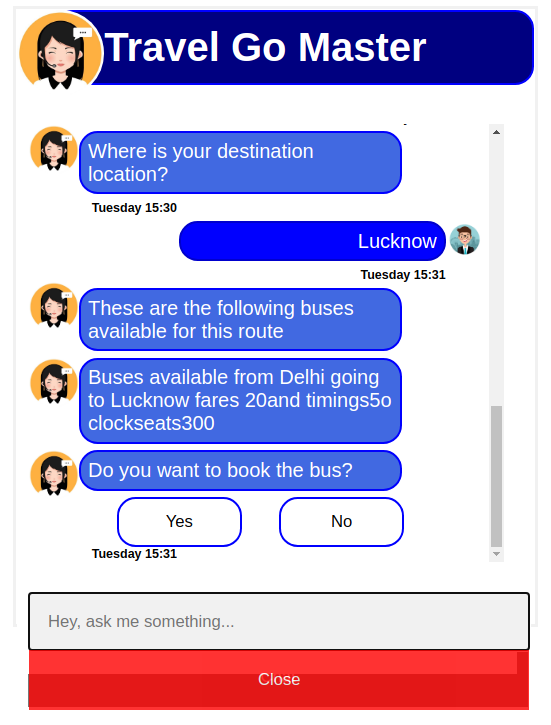 Travel Go Master
Where is your destination
location?
Tuesday 15:30
Lucknow
Tuesday 15:31
These are the following buses
available for this route
Buses available from Delhi going
to Lucknow fares 20and timings5o
clockseats300
Do you want to book the bus?
Yes No
Tuesday 15:31
Hey, ask me something...
Close